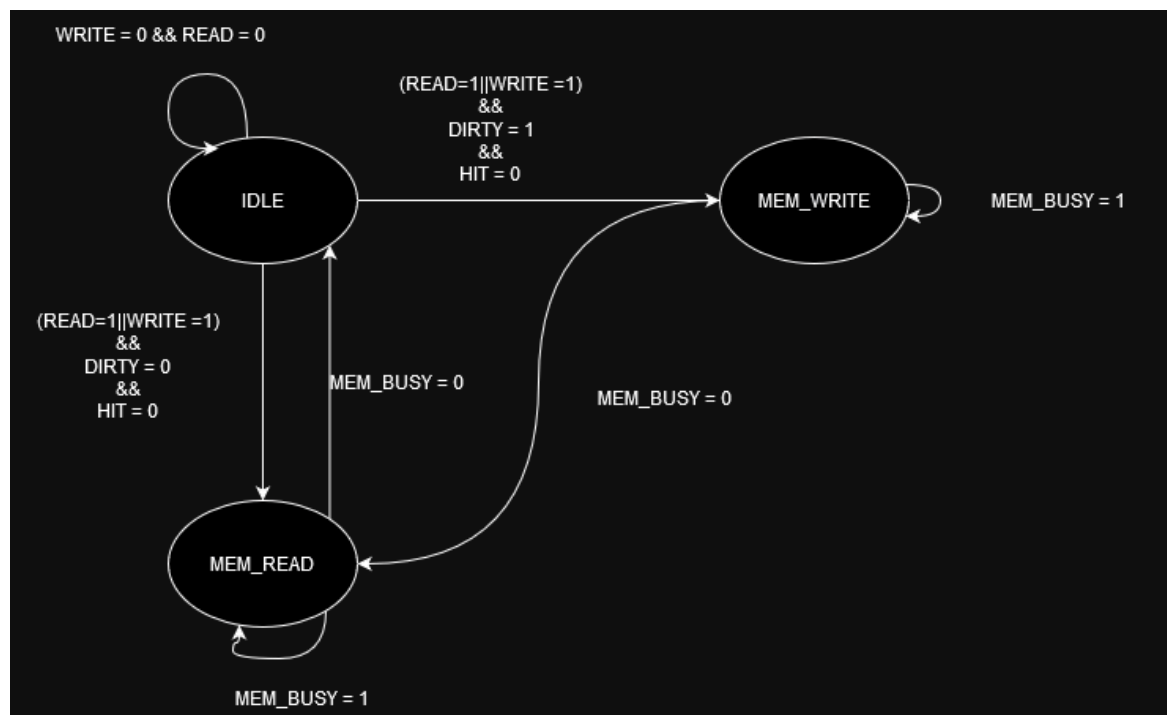 WRITE = 0 && READ = 0
(READ=1||WRITE =1)
&&
DIRTY = 1
&&
HIT = 0
IDLE
MEM_WRITE
MEM_BUSY = 1
(READ=1||WRITE =1)
&&
DIRTY = 0
&&
HIT = 0
MEM_BUSY = 0
MEM_BUSY = 0
MEM_READ
MEM_BUSY = 1